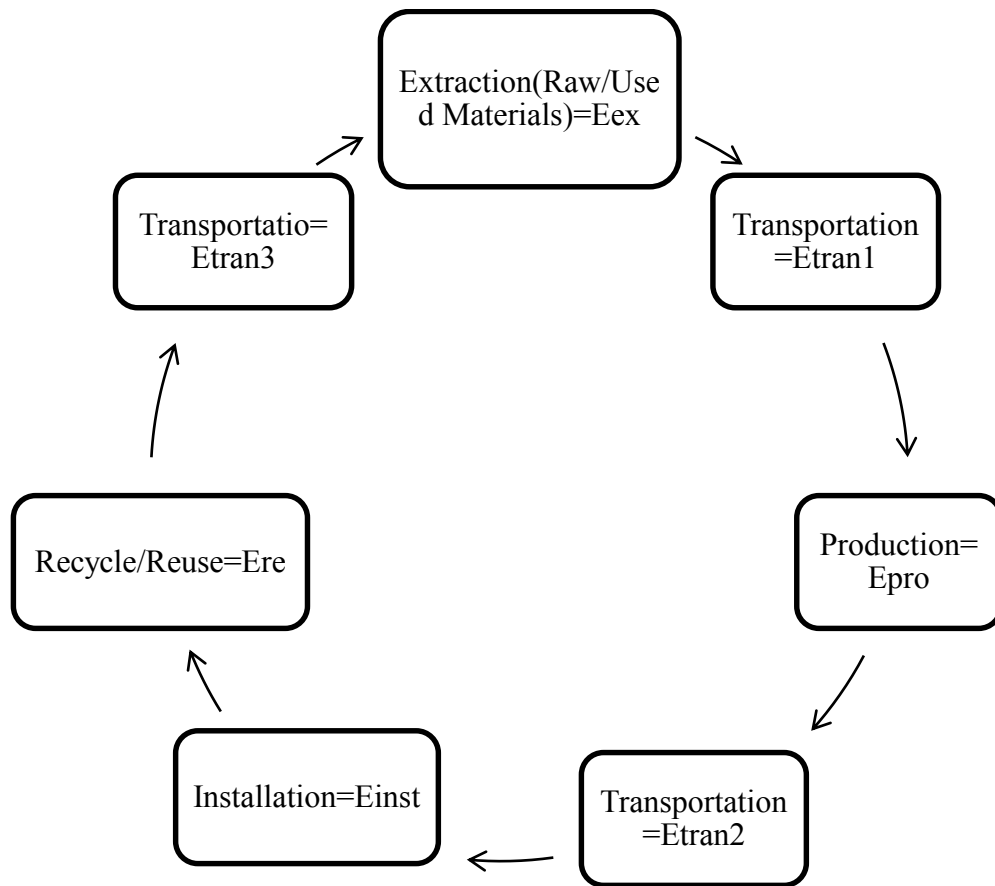 Extraction(Raw/Use
d Materials)=Eex
Transportation
=Etran1
Production=
Epro
Transportation
=Etran2
Installation=Einst
Recycle/Reuse=Ere
Transportatio=
Etran3